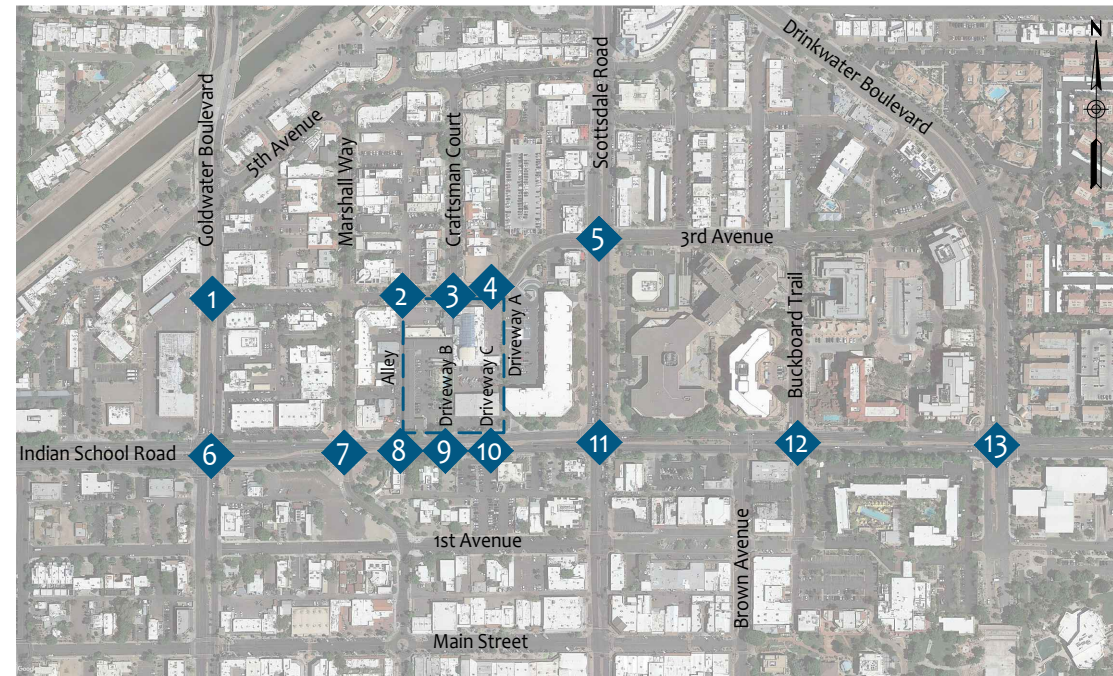 N
Drinkwater Boulevard
Scottsdale Road
Goldwater Boulevard
5th Avenue
Marshall Way
Craftsman Court
5
3rd Avenue
1
2
3
4
Buckboard Trail
Driveway A
Alley
Driveway B
Driveway C
Indian School Road
6
7
8
9
10
11
12
13
1st Avenue
Brown Avenue
Main Street
Google